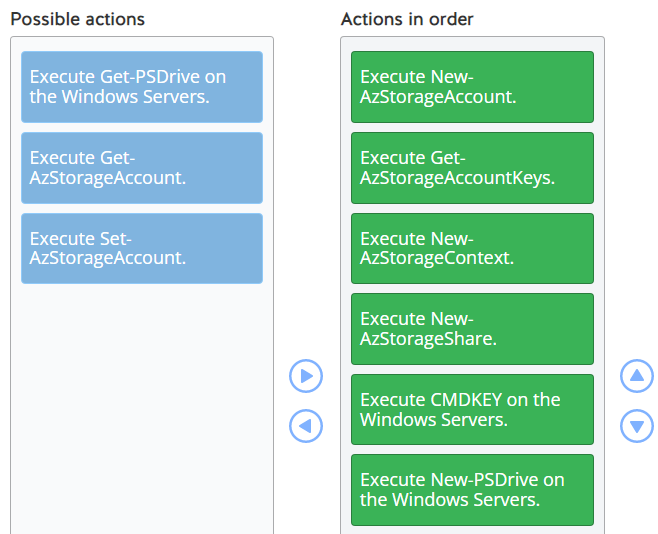 Possible actions
Execute Get-PSDrive on
the Windows Servers.
Execute Get-
AzStorageAccount.
Execute Set-
AzStorageAccount.
Actions in order
Execute New-
AzStorageAccount.
Execute Get-
AzStorageAccountKeys.
Execute New-
AzStorageContext.
Execute New-
AzStorageShare.
Execute CMDKEY on the
Windows Servers.
Execute New-PSDrive on
the Windows Servers.